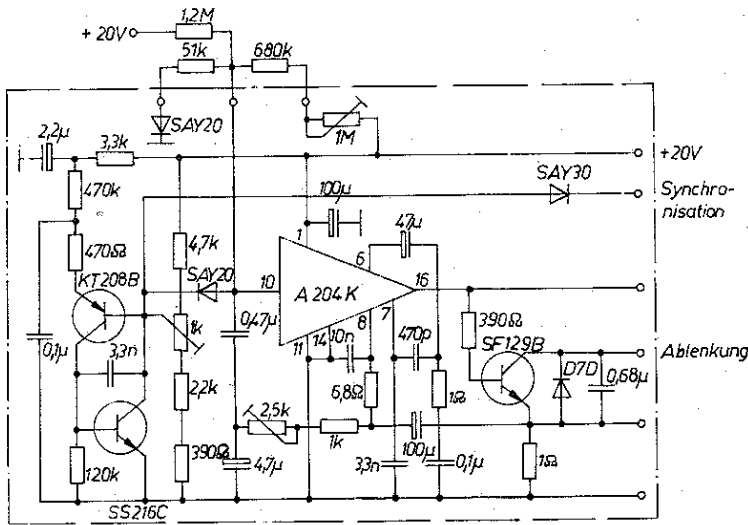 1,2M
+20V
51k
680k
SAY20
1M
2,2µ
3,3k
+20V
SAY30
100µ
Synchro-
nisation
470k
47µ
470Ω
4,7k
1
6
KT208B
SAY20
10
A 204 K
16
7
8
0,1µ
1k
0,47µ
11
14
10n
470p
390Ω
SF129B
3,3n
Ablenkung
D7D
0,68µ
2,2k
6,8Ω
1Ω
2,5k
1k
100µ
120k
390Ω
4,7µ
3,3n
0,1µ
1Ω
SS216C